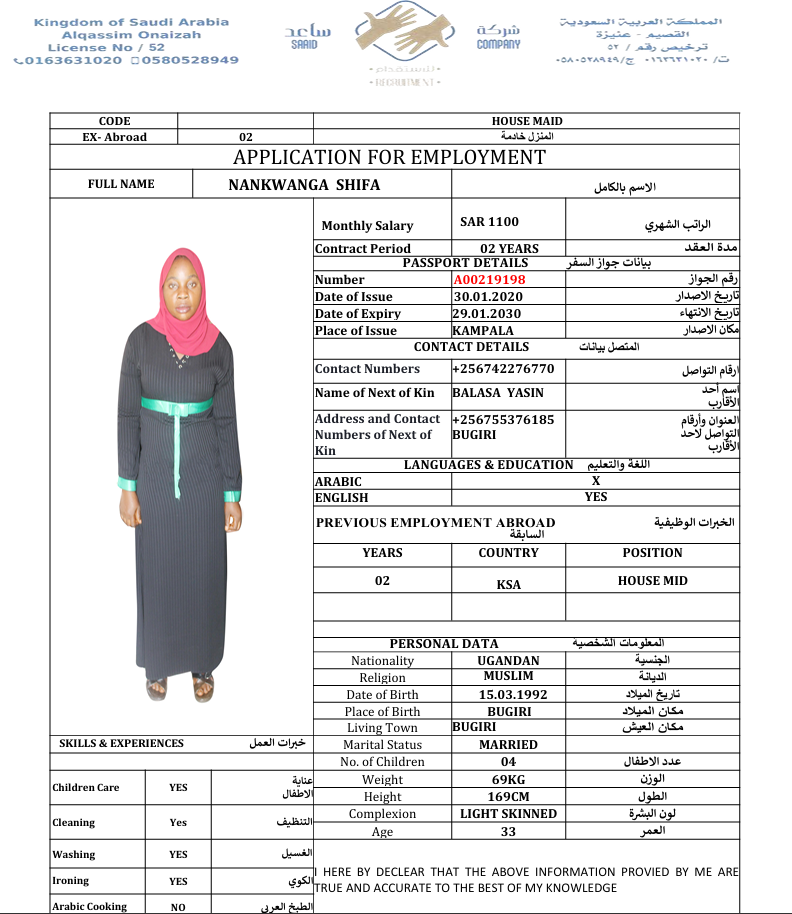 Kingdom of Saudi Arabia
Alqassim Onaizah
License No / 52
0163631020 0580528949
ساعد
SAAID
شركة
COMPANY
للاستقدام
RECRUITMENT
المملكة العربية السعودية
القصيم - عنيزة
ترخيص رقم / ٥٢
ت/ ٠١٦٣٦٣١٠٢٠ ج/ ٠٥٨٠٥٢٨٩٤٩
CODE HOUSE MAID
EX- Abroad 02 المنزل خادمة
APPLICATION FOR EMPLOYMENT
FULL NAME NANKWANGA SHIFA الاسم بالكامل
Monthly Salary SAR 1100 الراتب الشهري
Contract Period 02 YEARS مدة العقد
PASSPORT DETAILS بيانات جواز السفر
Number A00219198 رقم الجواز
Date of Issue 30.01.2020 تاريخ الاصدار
Date of Expiry 29.01.2030 تاريخ الانتهاء
Place of Issue KAMPALA مكان الاصدار
CONTACT DETAILS المتصل بيانات
Contact Numbers +256742276770 ارقام التواصل
Name of Next of Kin BALASA YASIN اسم أحد الأقارب
Address and Contact Numbers of Next of Kin +256755376185 BUGIRI العنوان وأرقام التواصل لاحد الأقارب
LANGUAGES & EDUCATION اللغة والتعليم
ARABIC X
ENGLISH YES
PREVIOUS EMPLOYMENT ABROAD الخبرات الوظيفية السابقة
YEARS COUNTRY POSITION
02 KSA HOUSE MID
PERSONAL DATA المعلومات الشخصية
Nationality UGANDAN الجنسية
Religion MUSLIM الديانة
Date of Birth 15.03.1992 تاريخ الميلاد
Place of Birth BUGIRI مكان الميلاد
Living Town BUGIRI مكان العيش
Marital Status MARRIED
No. of Children 04 عدد الاطفال
Weight 69KG الوزن
Height 169CM الطول
Complexion LIGHT SKINNED لون البشرة
Age 33 العمر
SKILLS & EXPERIENCES خبرات العمل
Children Care YES عناية الاطفال
Cleaning Yes التنظيف
Washing YES الغسيل
Ironing YES الكوي
Arabic Cooking NO الطبخ العربي
I HERE BY DECLEAR THAT THE ABOVE INFORMATION PROVIED BY ME ARE
TRUE AND ACCURATE TO THE BEST OF MY KNOWLEDGE